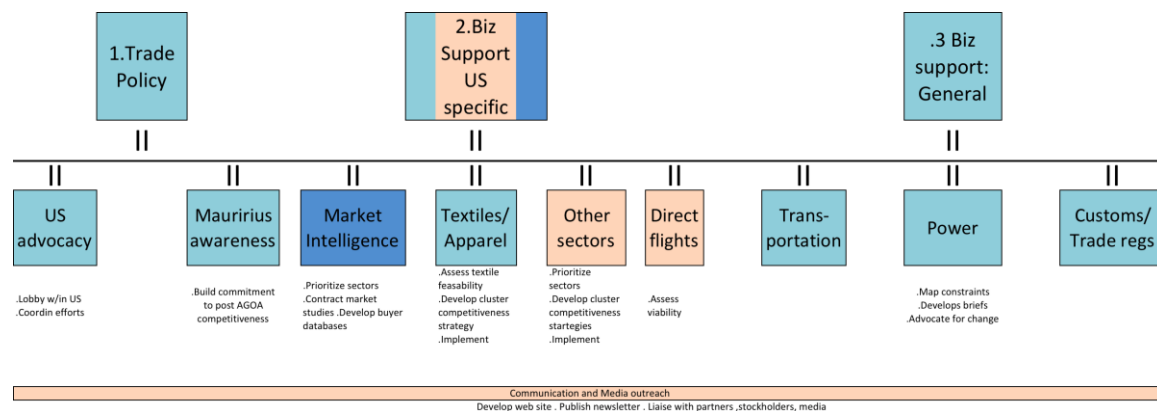 1.Trade
Policy
2.Biz
Support
US
specific
.3 Biz
support:
General
US
advocacy
Mauririus
awareness
Market
Intelligence
Textiles/
Apparel
Other
sectors
Direct
flights
Trans-
portation
Power
Customs/
Trade regs
.Lobby w/in US
.Coordin efforts
.Build commitment
to post AGOA
competitiveness
.Prioritize sectors
.Contract market
studies .Develop buyer
databases
.Assess textile
feasability
.Develop cluster
competitiveness
strategy
.Implement
.Prioritize
sectors
.Develop cluster
competitiveness
startegies
.Implement
.Assess
viability
.Map constraints
.Develops briefs
.Advocate for change
Communication and Media outreach
Develop web site . Publish newsletter . Liaise with partners ,stockholders, media